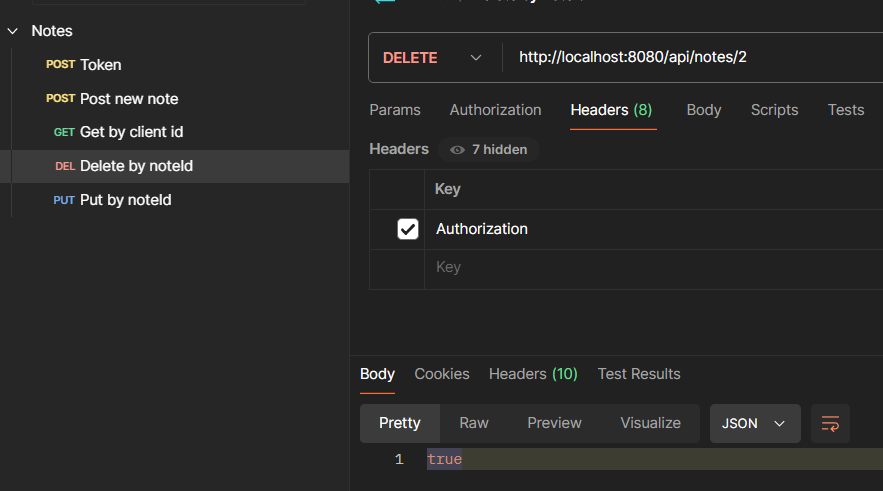 Notes
POST Token
POST Post new note
GET Get by client id
DEL Delete by noteId
PUT Put by noteId
DELETE http://localhost:8080/api/notes/2
Params Authorization Headers (8) Body Scripts Tests
Headers 7 hidden
Key
Authorization
Key
Body Cookies Headers (10) Test Results
Pretty Raw Preview Visualize JSON
1 true